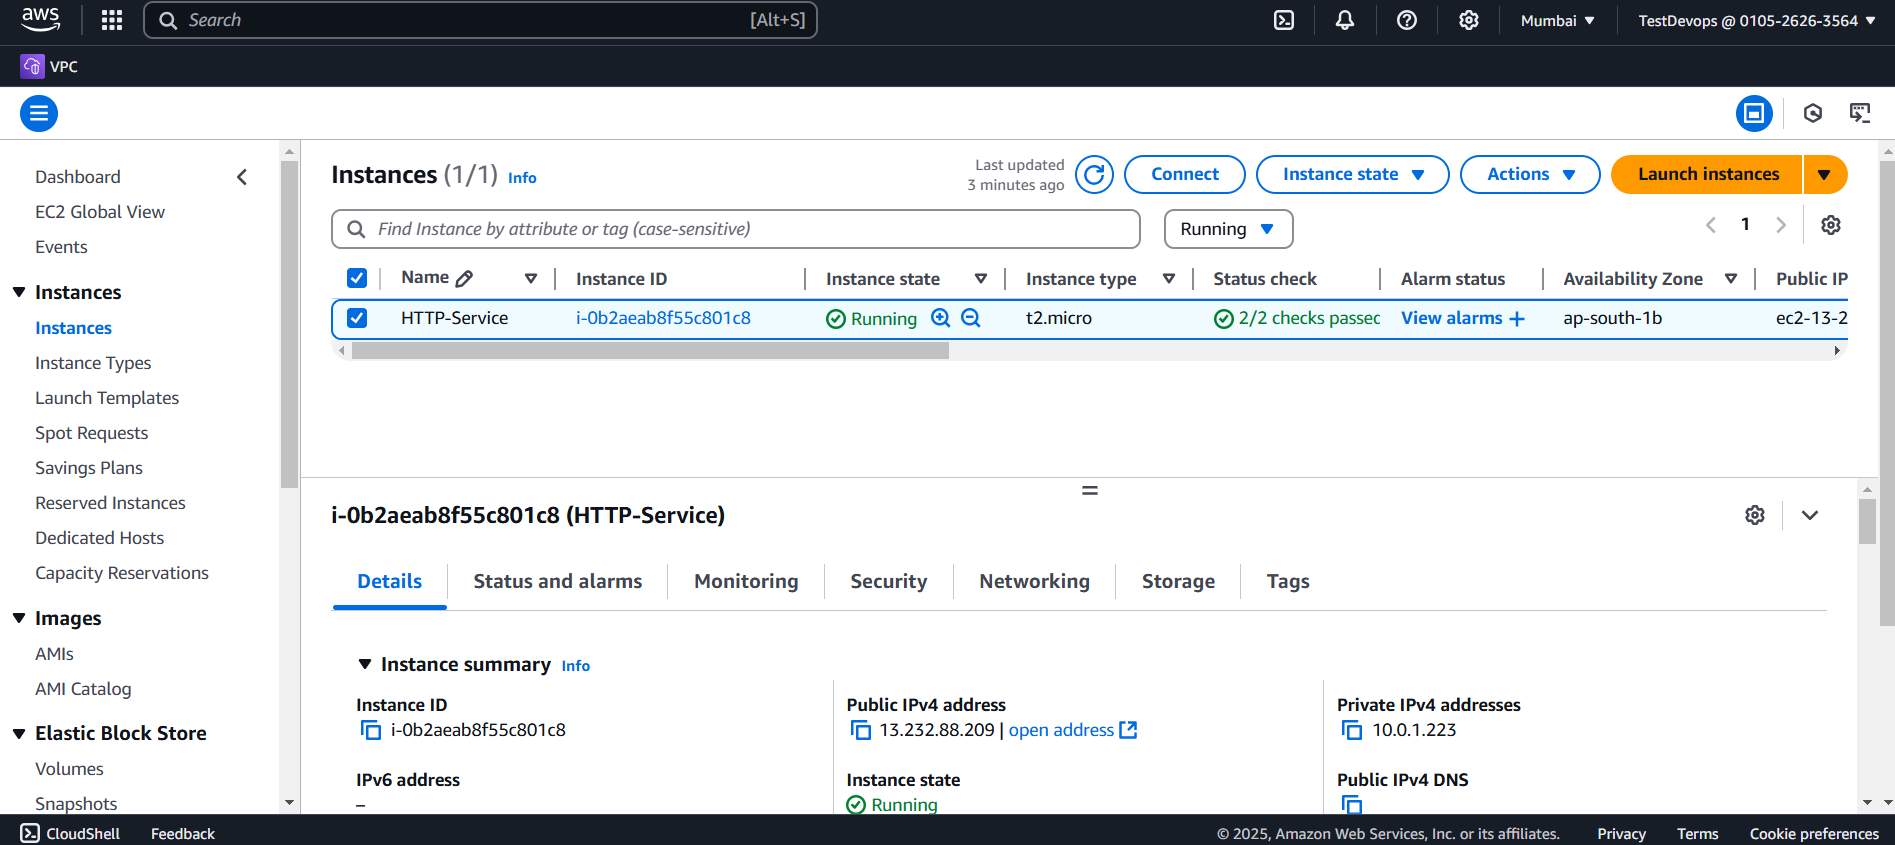 aws
Search [Alt+S]
Mumbai
TestDevops @ 0105-2626-3564
VPC
Dashboard
EC2 Global View
Events
Instances
Instances
Instance Types
Launch Templates
Spot Requests
Savings Plans
Reserved Instances
Dedicated Hosts
Capacity Reservations
Images
AMIs
AMI Catalog
Elastic Block Store
Volumes
Snapshots
Instances (1/1) Info
Last updated
3 minutes ago
Connect
Instance state
Actions
Launch instances
Find Instance by attribute or tag (case-sensitive)
Running
1
Name Instance ID Instance state Instance type Status check Alarm status Availability Zone Public IP
HTTP-Service i-0b2aeab8f55c801c8 Running t2.micro 2/2 checks passed View alarms + ap-south-1b ec2-13-2
i-0b2aeab8f55c801c8 (HTTP-Service)
Details Status and alarms Monitoring Security Networking Storage Tags
Instance summary Info
Instance ID
i-0b2aeab8f55c801c8
Public IPv4 address
13.232.88.209 | open address
Private IPv4 addresses
10.0.1.223
IPv6 address
–
Instance state
Running
Public IPv4 DNS
CloudShell Feedback © 2025, Amazon Web Services, Inc. or its affiliates. Privacy Terms Cookie preferences